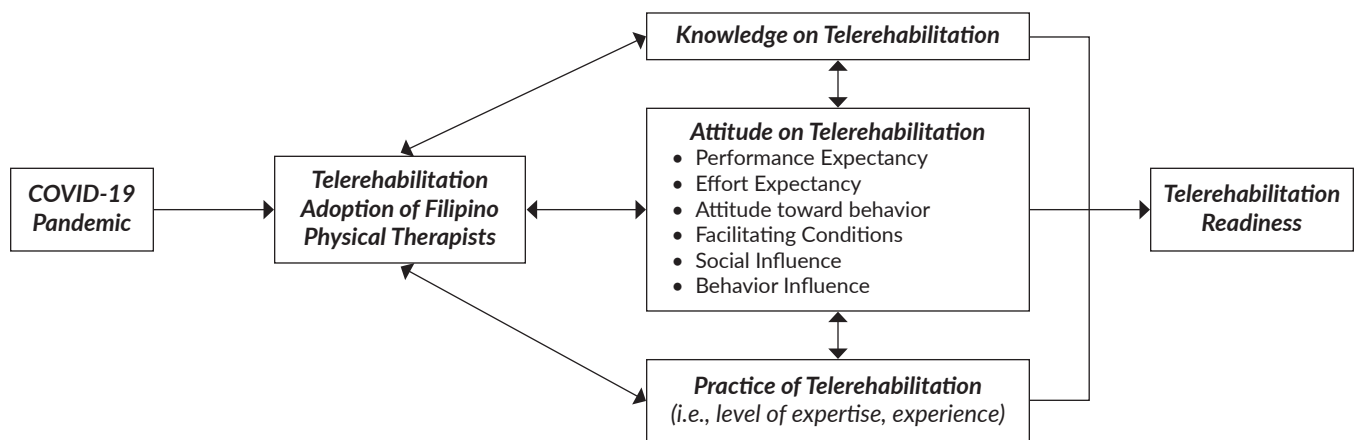 COVID-19
Pandemic
Telerehabilitation
Adoption of Filipino
Physical Therapists
Knowledge on Telerehabilitation
Attitude on Telerehabilitation
• Performance Expectancy
• Effort Expectancy
• Attitude toward behavior
• Facilitating Conditions
• Social Influence
• Behavior Influence
Practice of Telerehabilitation
(i.e., level of expertise, experience)
Telerehabilitation
Readiness